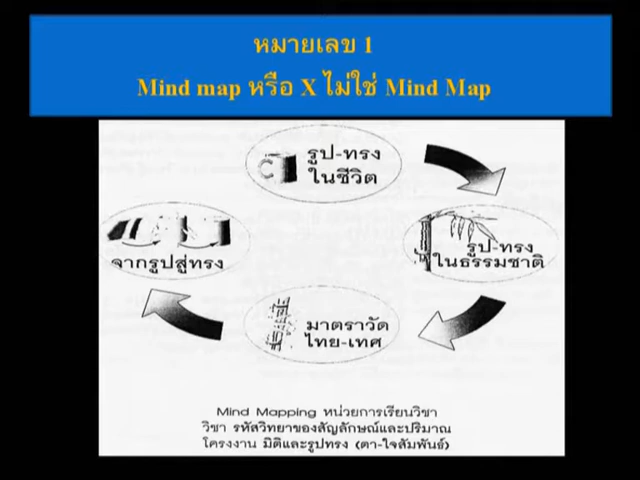 หมายเลข 1
Mind map หรือ X ไม่ใช่ Mind Map
รูป-ทรง
ในชีวิต
รูป-ทรง
ในธรรมชาติ
จากรูปสู่ทรง
มาตราวัด
ไทย-เทศ
Mind Mapping หน่วยการเรียนวิชา
วิชา รหัสวิทยาของสัญลักษณ์และปริมาณ
โครงงาน มิติและรูปทรง (ตา-ใจสัมพันธ์)